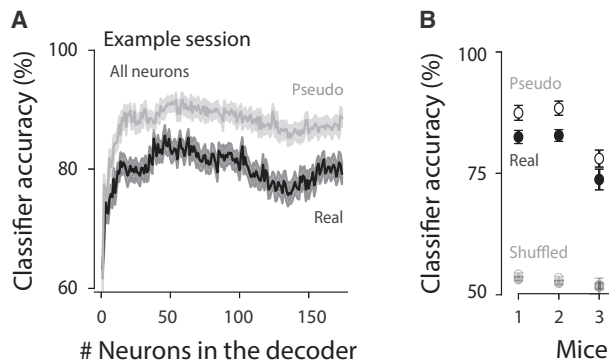 A
Example session
All neurons
Pseudo
Real
Classifier accuracy (%)
100
80
60
0
50
100
150
# Neurons in the decoder
B
Classifier accuracy (%)
100
75
50
Pseudo
Real
Shuffled
1
2
3
Mice